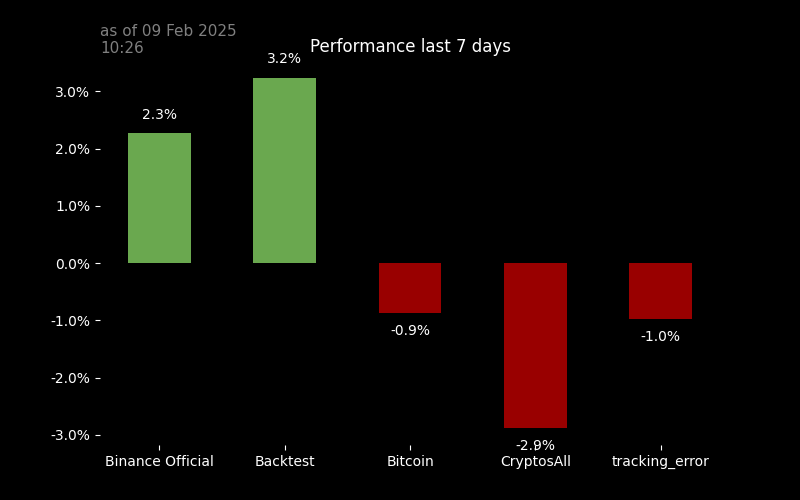 as of 09 Feb 2025
10:26
Performance last 7 days
3.2%
2.3%
3.0%
2.0%
1.0%
0.0%
-1.0%
-2.0%
-3.0%
-0.9%
-1.0%
-2.9%
Binance Official
Backtest
Bitcoin
CryptosAll
tracking_error